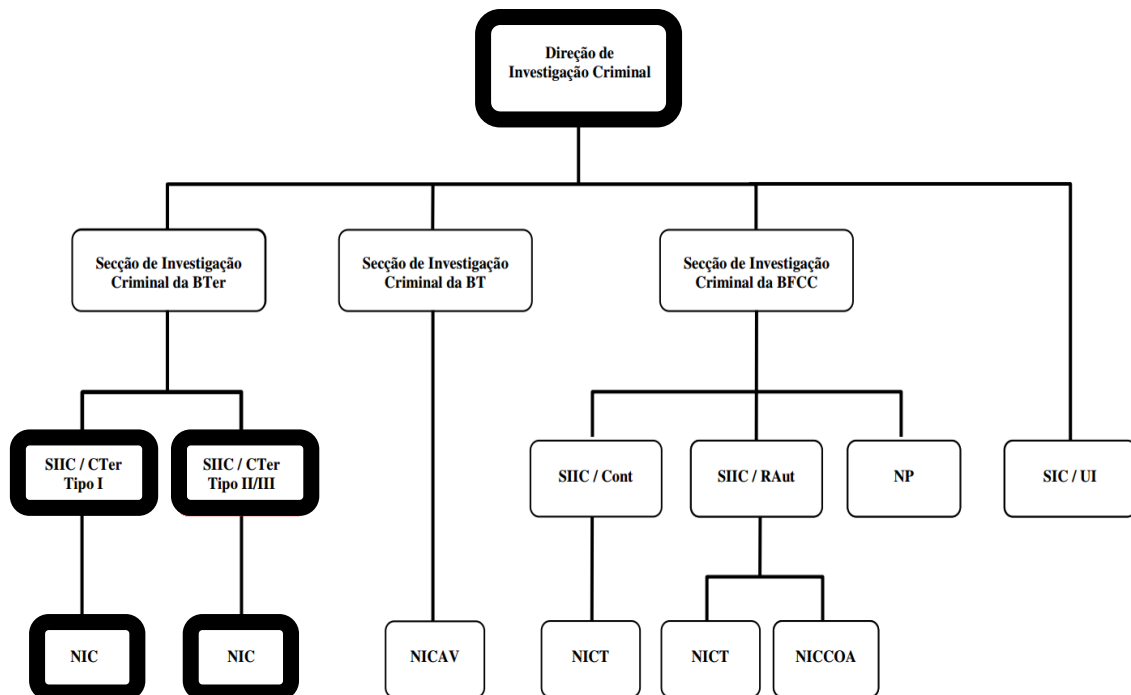 Direção de
Investigação Criminal
Secção de Investigação
Criminal da BTer
Secção de Investigação
Criminal da BT
Secção de Investigação
Criminal da BFCC
SIIC / CTer
Tipo I
SIIC / CTer
Tipo II/III
SIIC / Cont
SIIC / RAut
NP
SIC / UI
NIC
NIC
NICAV
NICT
NICT
NICCOA